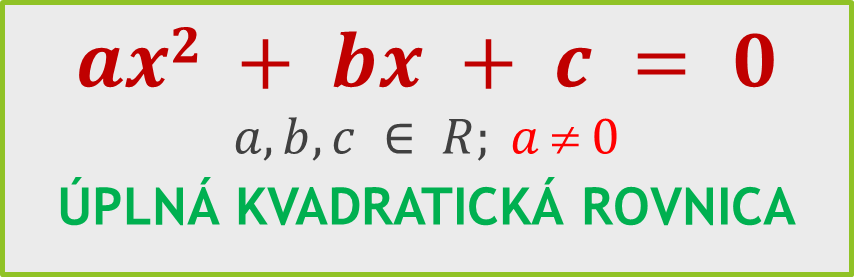 ax² + bx + c = 0
a, b, c ∈ R; a ≠ 0
ÚPLNÁ KVADRATICKÁ ROVNICA